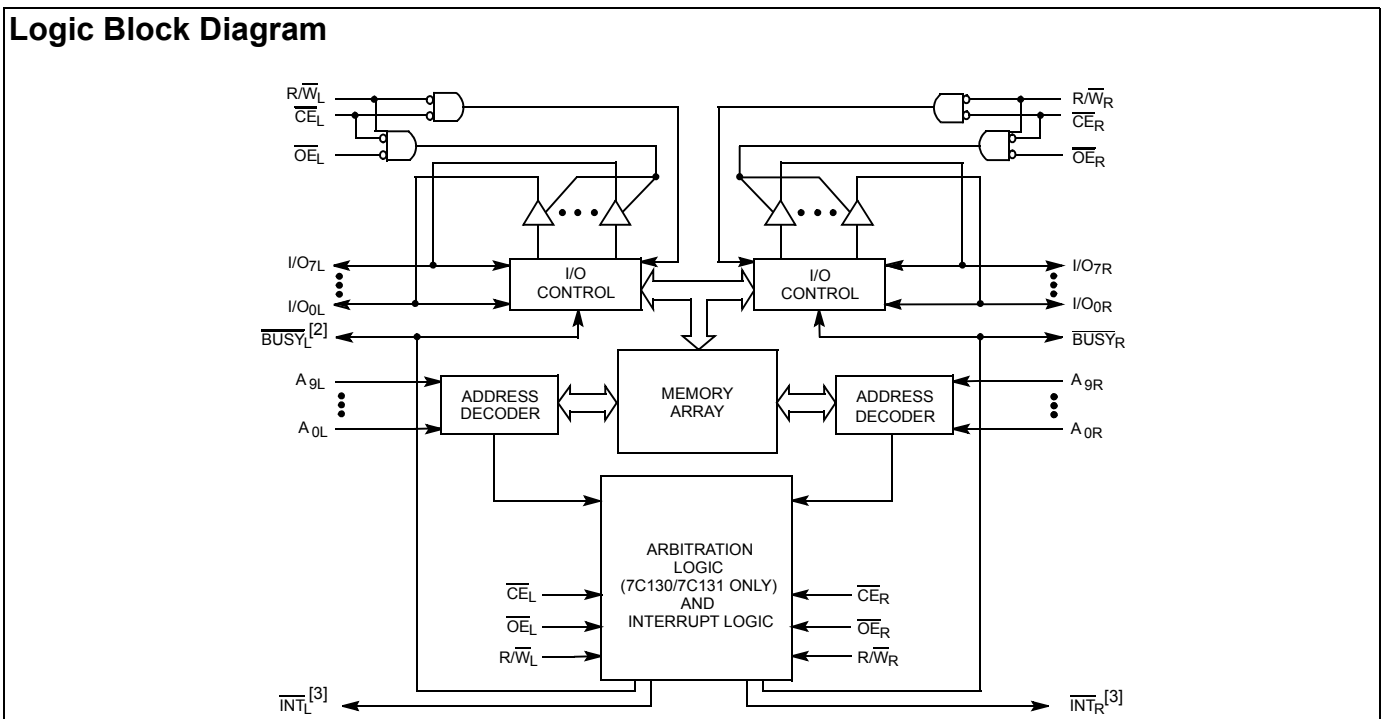 Logic Block Diagram
R/W̅L
R/W̅R
C̅E̅L
C̅E̅R
O̅E̅L
O̅E̅R
I/O7L
I/O
CONTROL
I/O
CONTROL
I/O7R
I/O0L
I/O0R
B̅U̅S̅Y̅L[2]
B̅U̅S̅Y̅R
A9L
ADDRESS
DECODER
MEMORY
ARRAY
ADDRESS
DECODER
A9R
A0L
A0R
ARBITRATION
LOGIC
(7C130/7C131 ONLY)
AND
INTERRUPT LOGIC
C̅E̅L
C̅E̅R
O̅E̅L
O̅E̅R
R/W̅L
R/W̅R
I̅N̅T̅L[3]
I̅N̅T̅R[3]